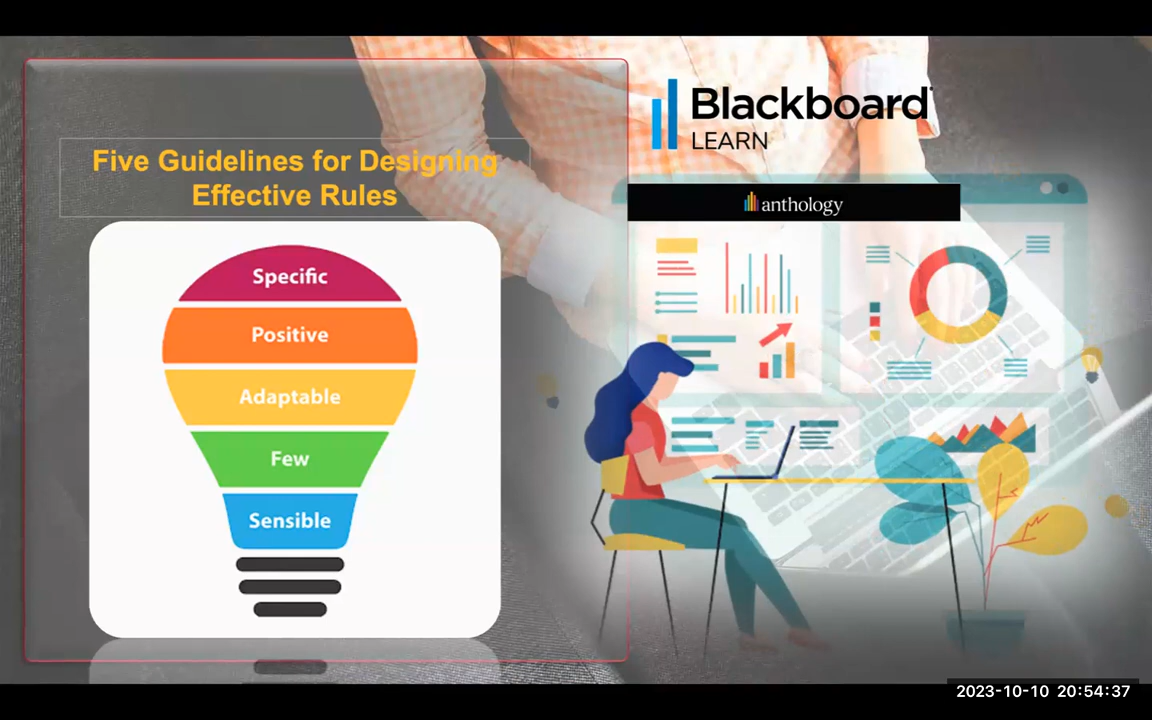 Five Guidelines for Designing
Effective Rules
Specific
Positive
Adaptable
Few
Sensible
Blackboard
LEARN
anthology
2023-10-10 20:54:37